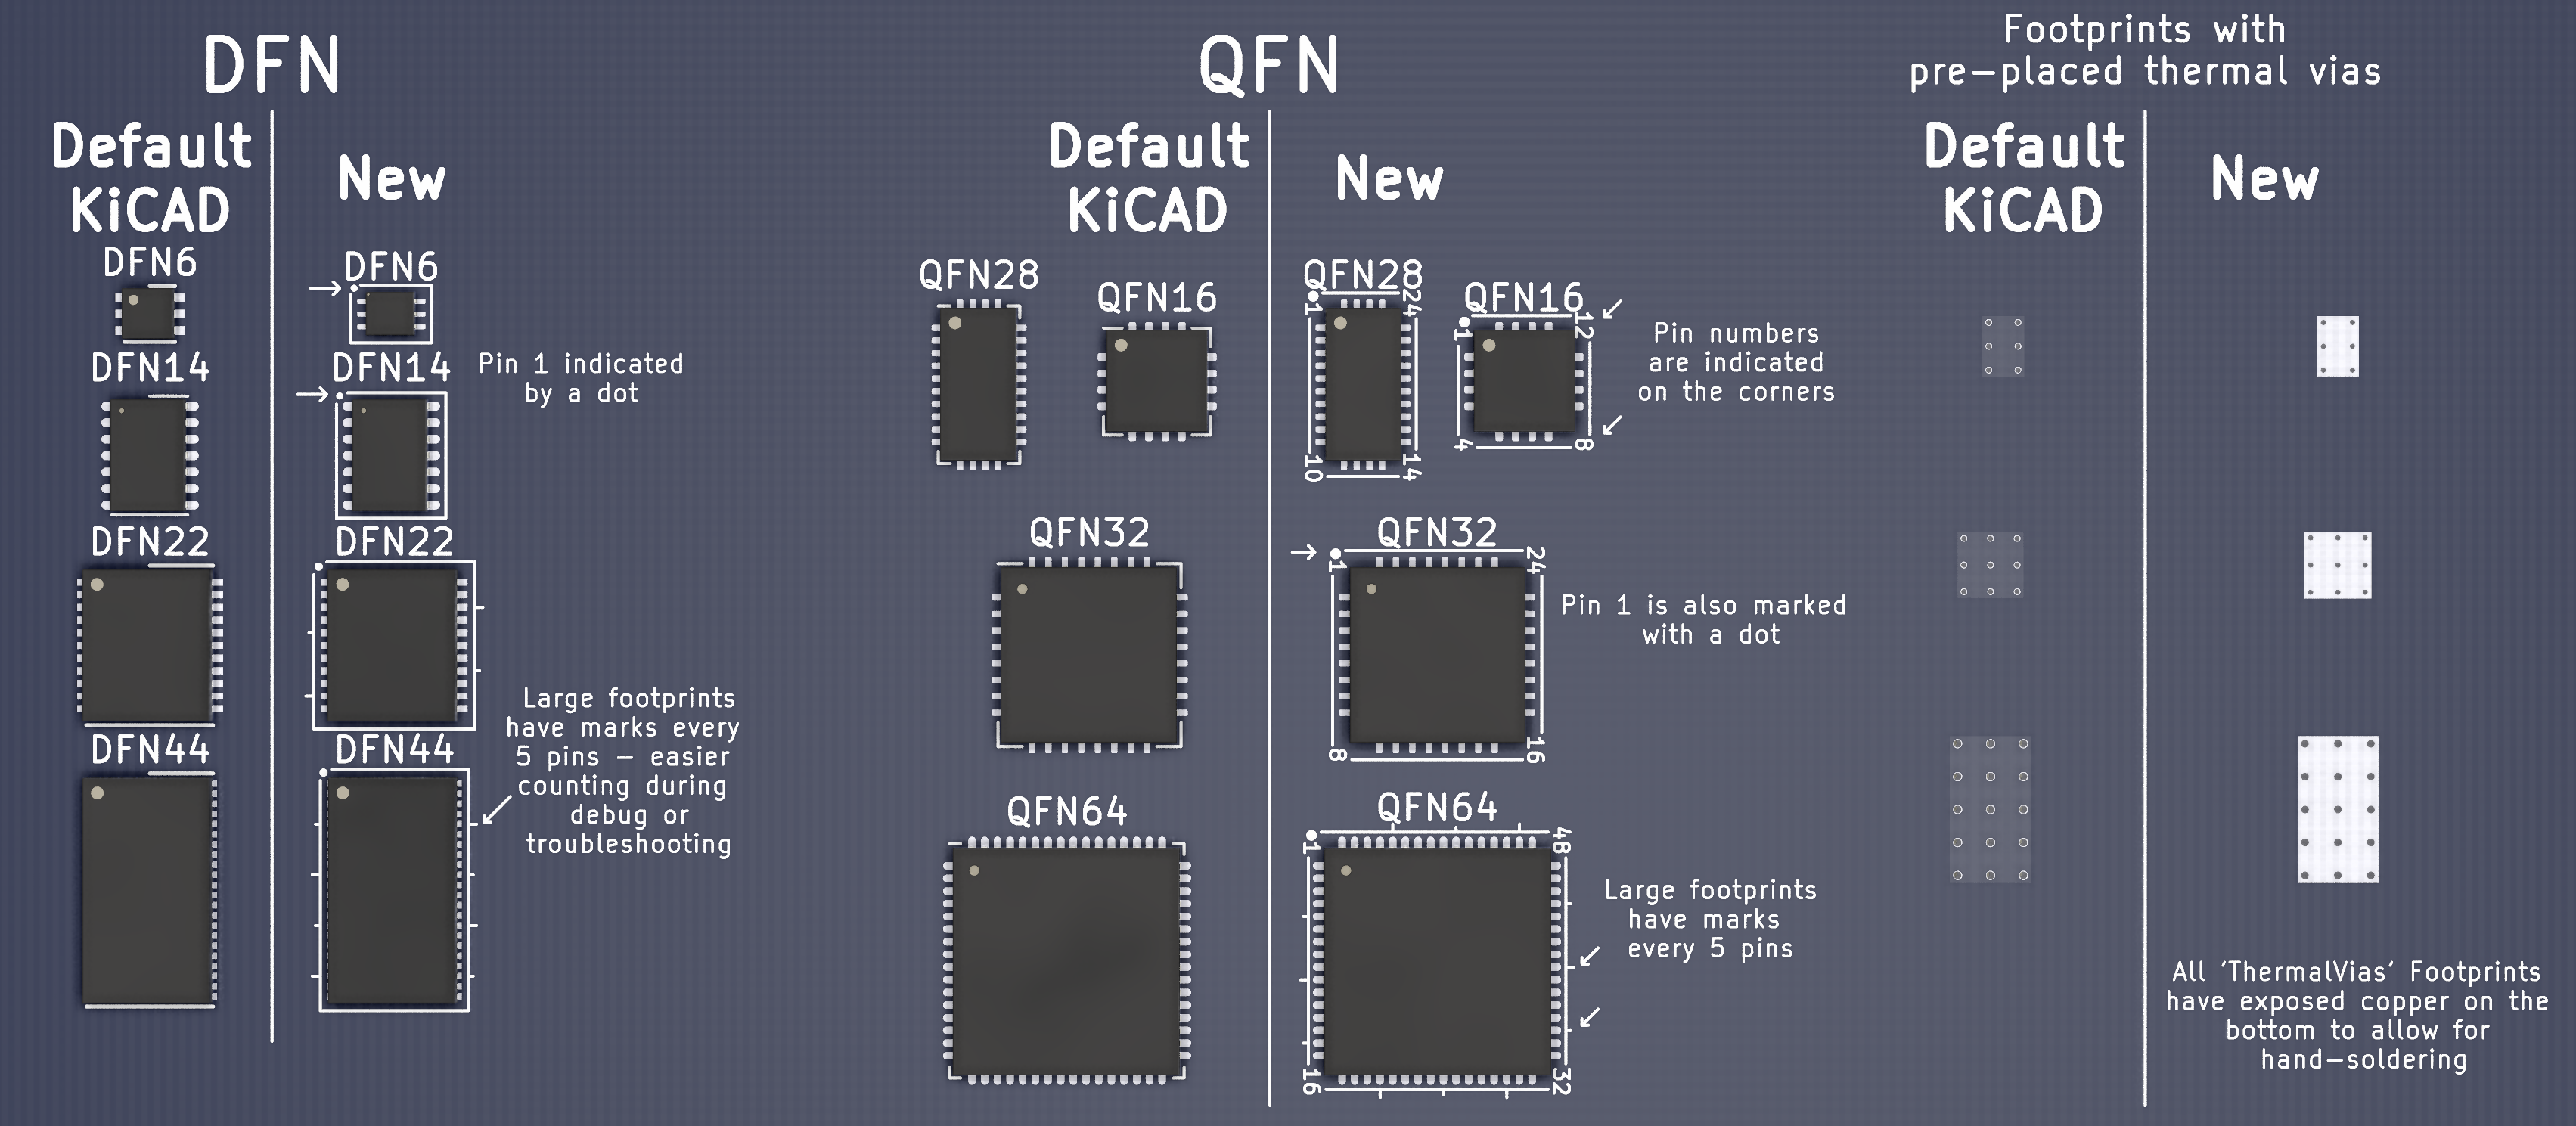 DFN
Default
KiCAD
New
DFN6
DFN6
DFN14
DFN14
Pin 1 indicated
by a dot
DFN22
DFN22
Large footprints
have marks every
5 pins – easier
counting during
debug or
troubleshooting
DFN44
DFN44
QFN
Default
KiCAD
New
QFN28
QFN16
QFN28
1
24
10
14
QFN16
1
12
4
8
Pin numbers
are indicated
on the corners
QFN32
QFN32
1
24
8
16
Pin 1 is also marked
with a dot
QFN64
QFN64
1
48
16
32
Large footprints
have marks
every 5 pins
Footprints with
pre–placed thermal vias
Default
KiCAD
New
All 'ThermalVias' Footprints
have exposed copper on the
bottom to allow for
hand–soldering